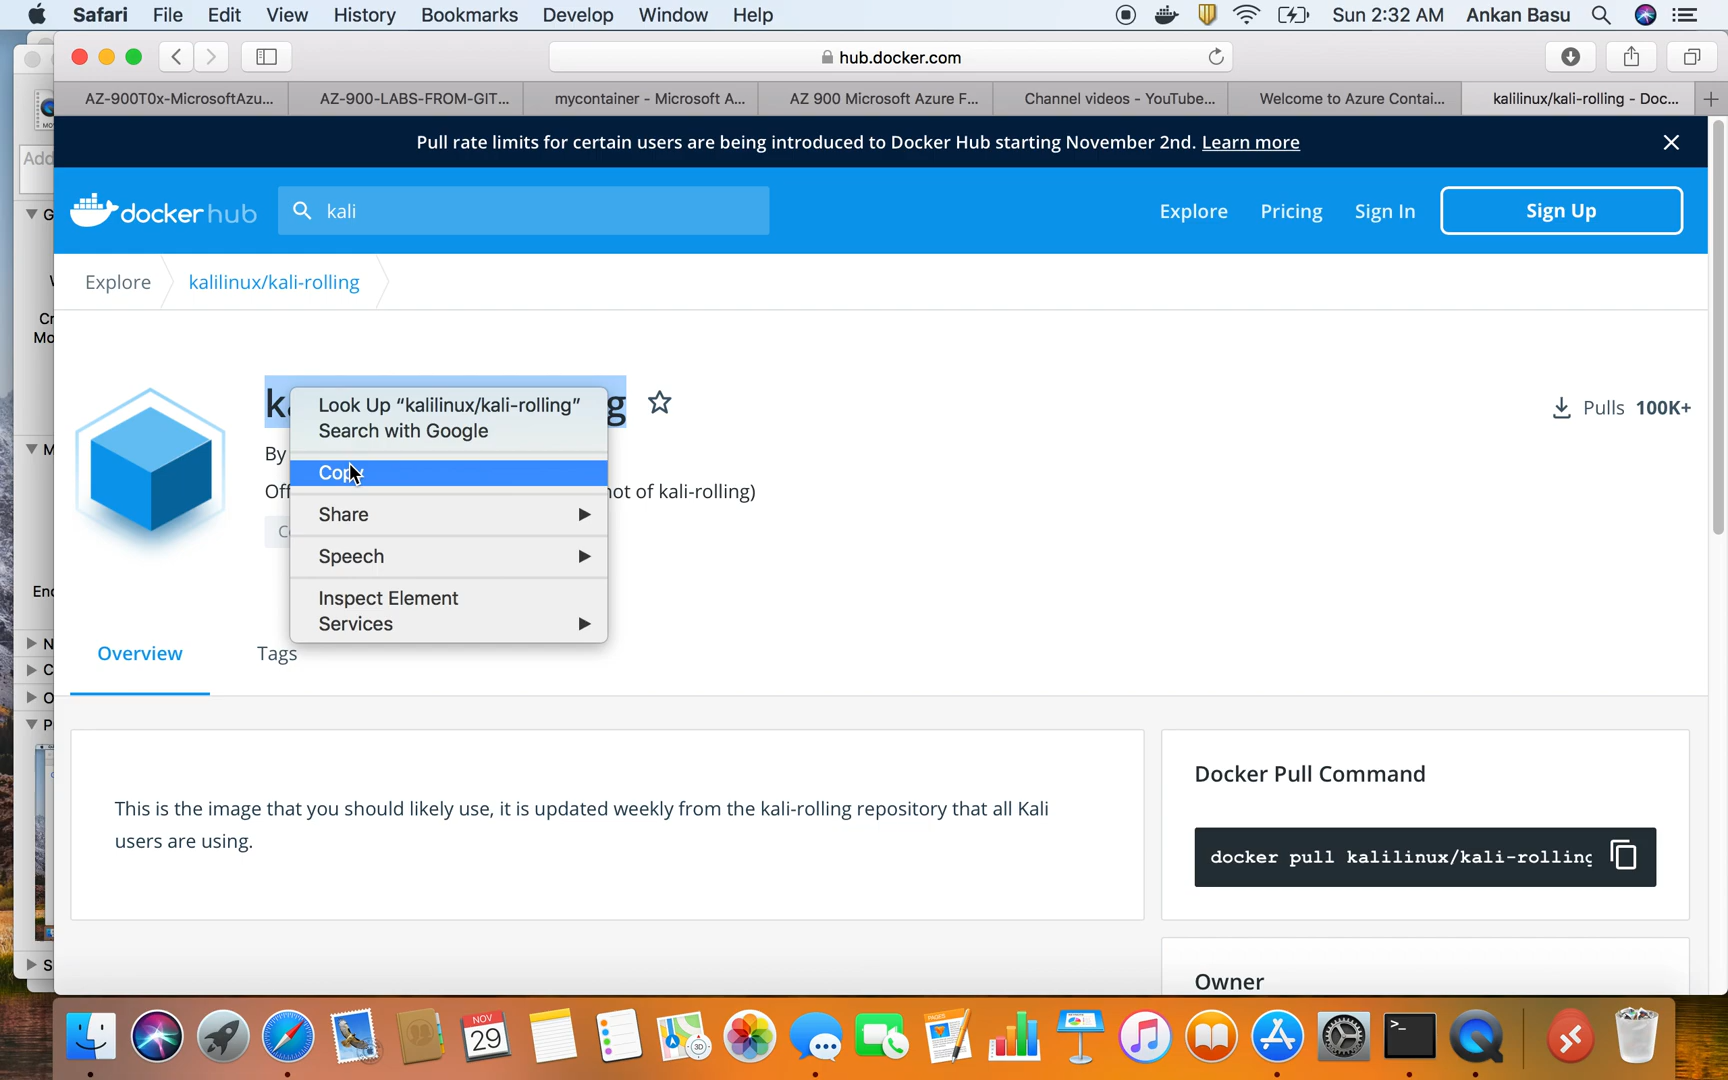 Safari File Edit View History Bookmarks Develop Window Help Sun 2:32 AM Ankan Basu
hub.docker.com
AZ-900T0x-MicrosoftAzu... AZ-900-LABS-FROM-GIT... mycontainer - Microsoft A... AZ 900 Microsoft Azure F... Channel videos - YouTube... Welcome to Azure Contai... kalilinux/kali-rolling - Doc...
Pull rate limits for certain users are being introduced to Docker Hub starting November 2nd. Learn more
docker hub kali Explore Pricing Sign In Sign Up
Explore kalilinux/kali-rolling
Look Up “kalilinux/kali-rolling”
Search with Google
Pulls 100K+
By
Copy
of kali-rolling)
Share
Speech
Inspect Element
Services
Overview Tags
Docker Pull Command
This is the image that you should likely use, it is updated weekly from the kali-rolling repository that all Kali
users are using.
docker pull kalilinux/kali-rolling
Owner
NOV
29
3D